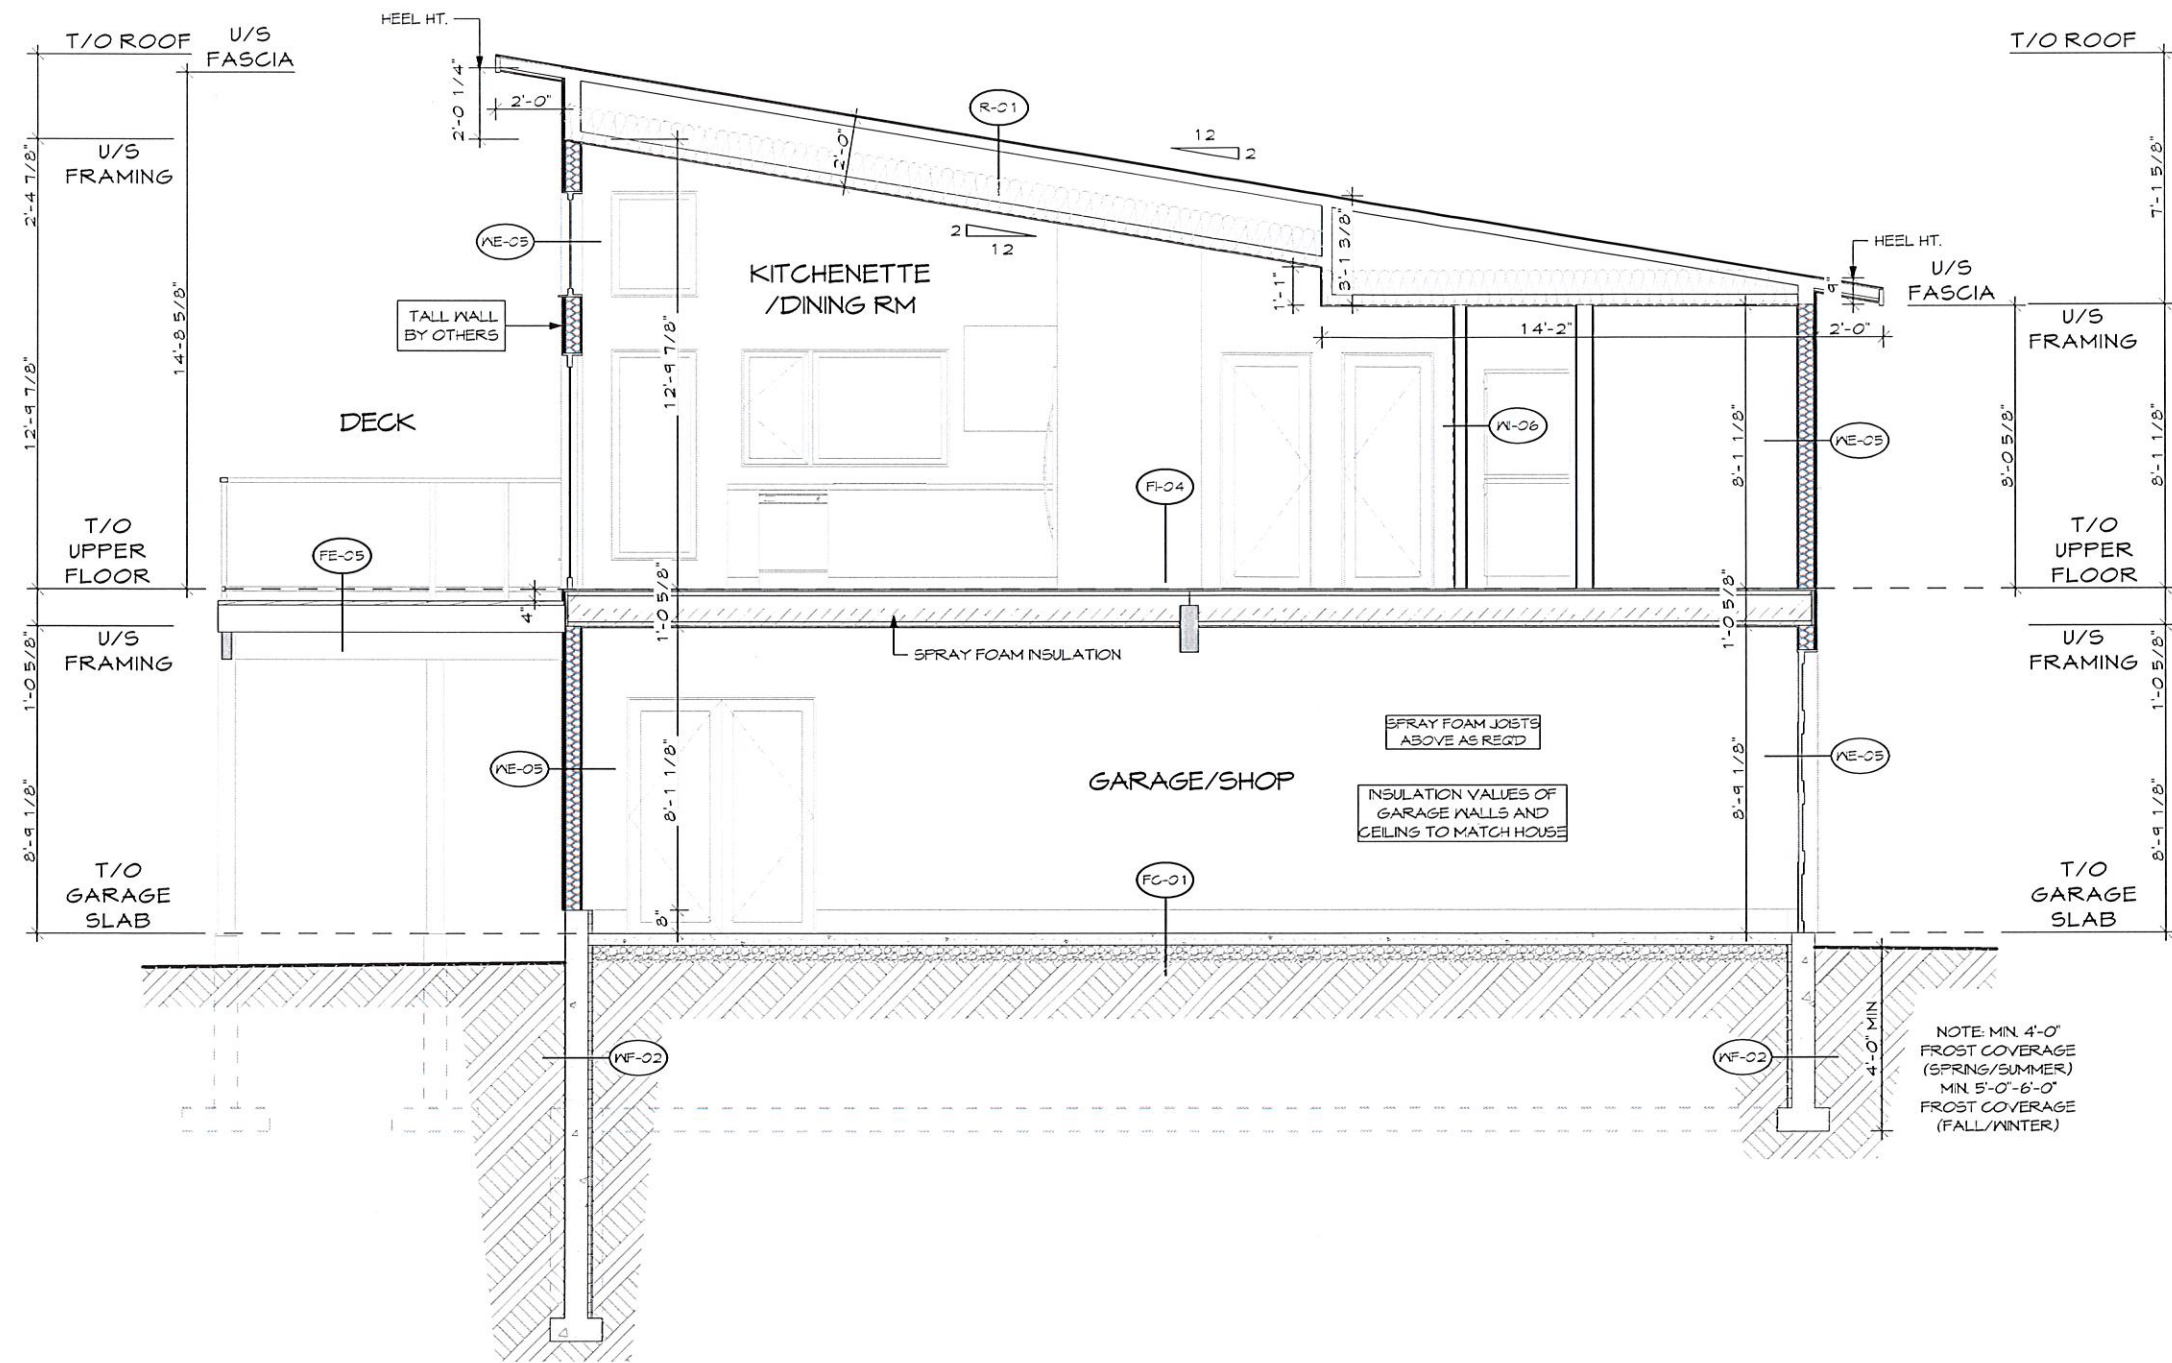 HEEL HT.
T/O ROOF
U/S
FASCIA
T/O ROOF
2'-0"
2'-0 1/4"
R-01
12
2
2'-0"
U/S
FRAMING
2'-4 7/8"
7'-1 5/8"
WE-05
2
12
3'-1 3/8"
1'-1"
HEEL HT.
9"
U/S
FASCIA
KITCHENETTE
/DINING RM
TALL WALL
BY OTHERS
14'-8 5/8"
12'-9 7/8"
12'-9 7/8"
14'-2"
2'-0"
U/S
FRAMING
DECK
WI-06
WE-05
8'-1 1/8"
8'-0 5/8"
8'-1 1/8"
FI-04
T/O
UPPER
FLOOR
FE-05
T/O
UPPER
FLOOR
4"
1'-0 5/8"
1'-0 5/8"
U/S
FRAMING
1'-0 5/8"
SPRAY FOAM INSULATION
U/S
FRAMING
1'-0 5/8"
SPRAY FOAM JOISTS
ABOVE AS REQ'D
WE-05
8'-1 1/8"
GARAGE/SHOP
8'-9 1/8"
WE-05
INSULATION VALUES OF
GARAGE WALLS AND
CEILING TO MATCH HOUSE
8'-9 1/8"
8'-9 1/8"
T/O
GARAGE
SLAB
8"
FC-01
T/O
GARAGE
SLAB
WF-02
WF-02
4'-0" MIN
NOTE: MIN. 4'-0"
FROST COVERAGE
(SPRING/SUMMER)
MIN. 5'-0"-6'-0"
FROST COVERAGE
(FALL/WINTER)